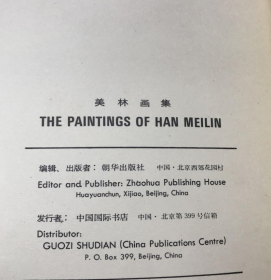 美林画集
THE PAINTINGS OF HAN MEILIN
编辑、出版者：朝华出版社 中国·北京西郊花园村
Editor and Publisher: Zhaohua Publishing House
Huayuanchun, Xijiao, Beijing, China
发行者：中国国际书店 中国·北京第399号信箱
Distributor:
GUOZI SHUDIAN (China Publications Centre)
P. O. Box 399, Beijing, China